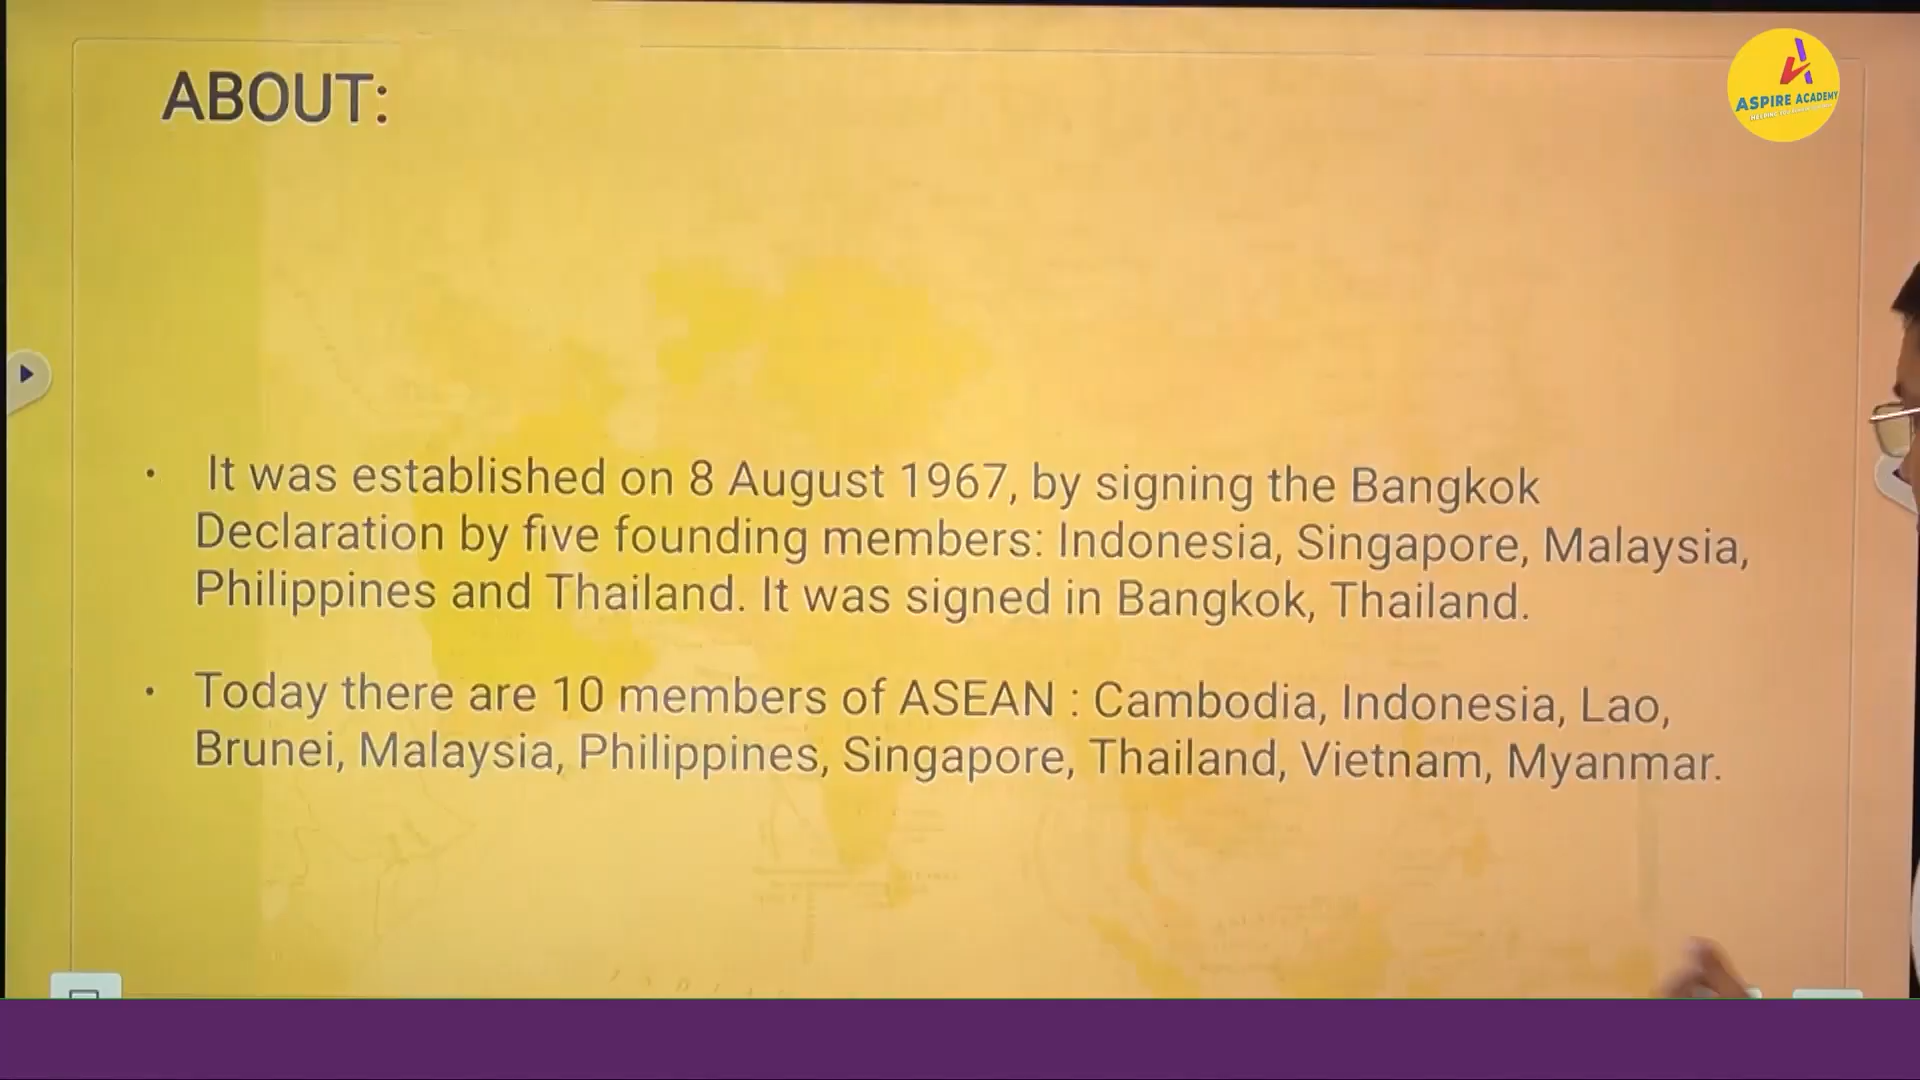 ABOUT:
ASPIRE ACADEMY
• It was established on 8 August 1967, by signing the Bangkok
Declaration by five founding members: Indonesia, Singapore, Malaysia,
Philippines and Thailand. It was signed in Bangkok, Thailand.
• Today there are 10 members of ASEAN : Cambodia, Indonesia, Lao,
Brunei, Malaysia, Philippines, Singapore, Thailand, Vietnam, Myanmar.